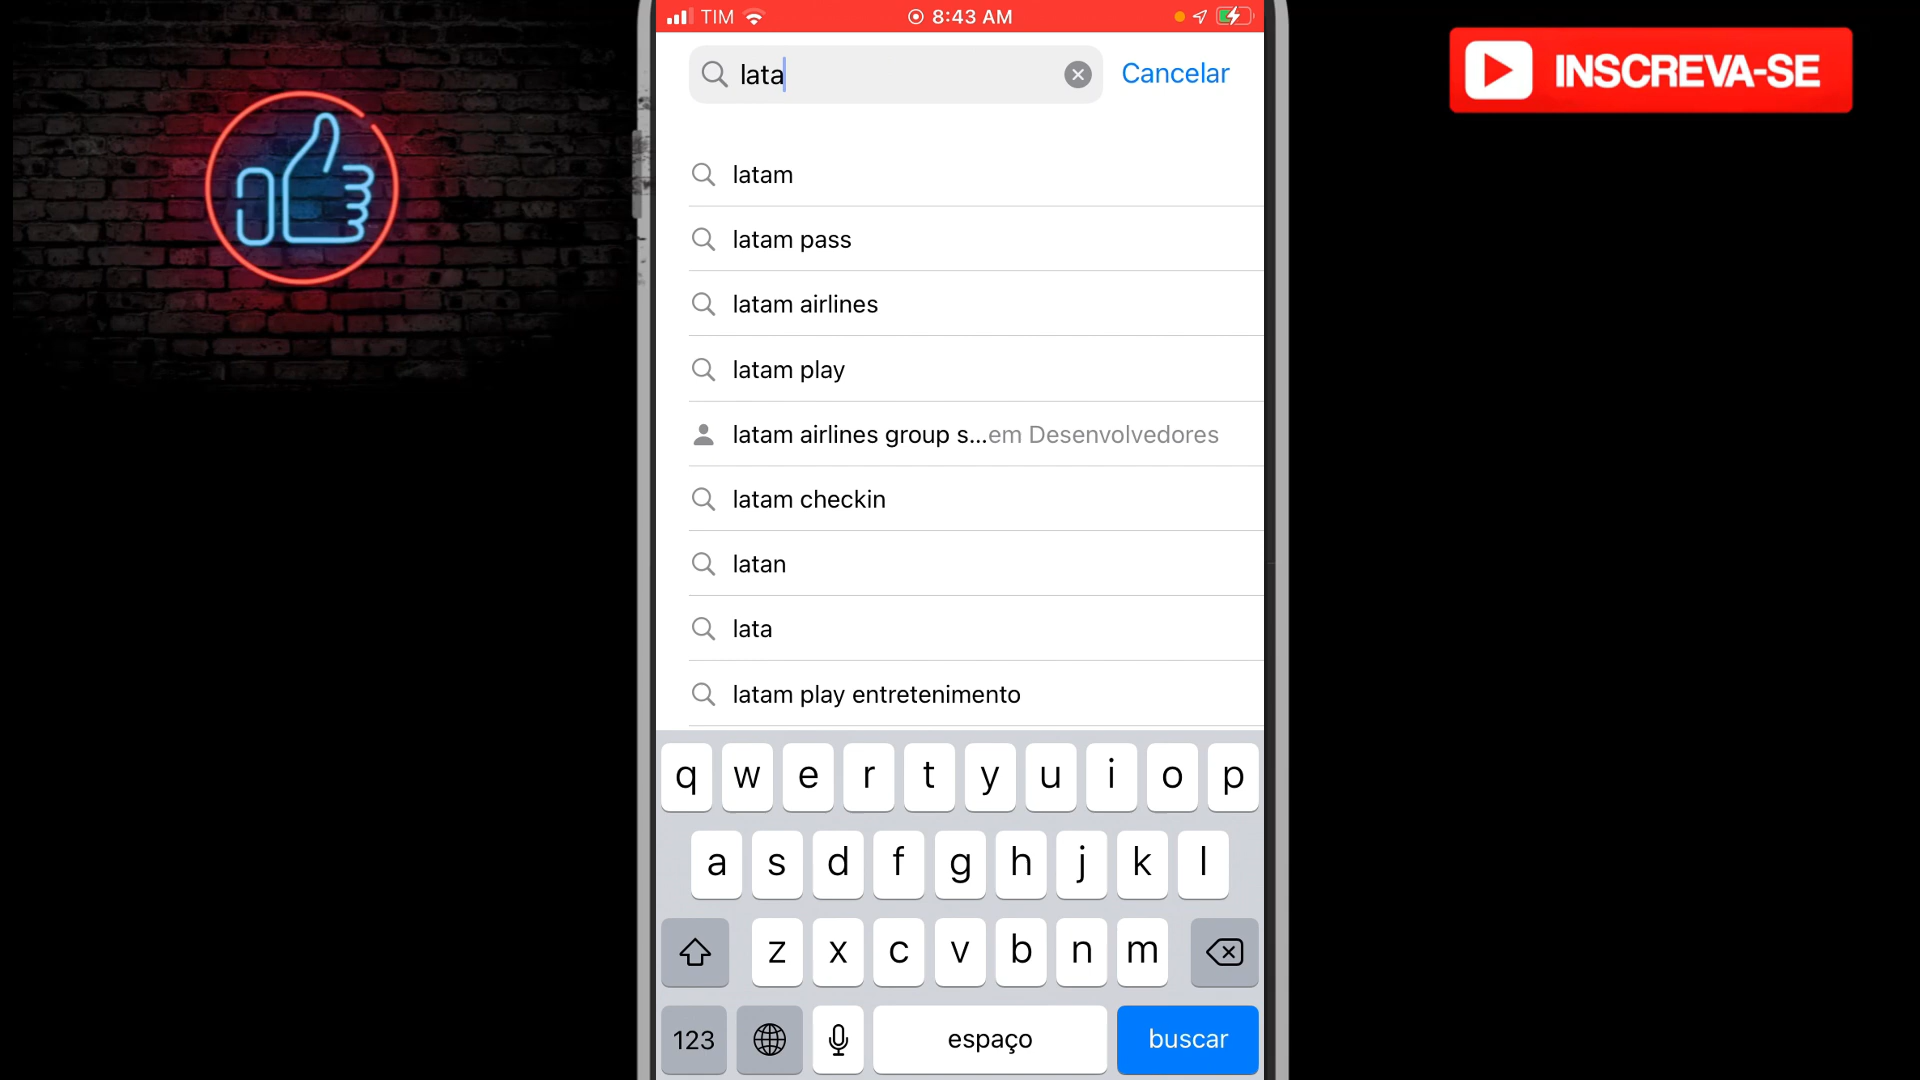 TIM 8:43 AM
lata Cancelar
INSCREVA-SE
latam
latam pass
latam airlines
latam play
latam airlines group s...em Desenvolvedores
latam checkin
latan
lata
latam play entretenimento
q w e r t y u i o p
a s d f g h j k l
z x c v b n m
123 espaço buscar